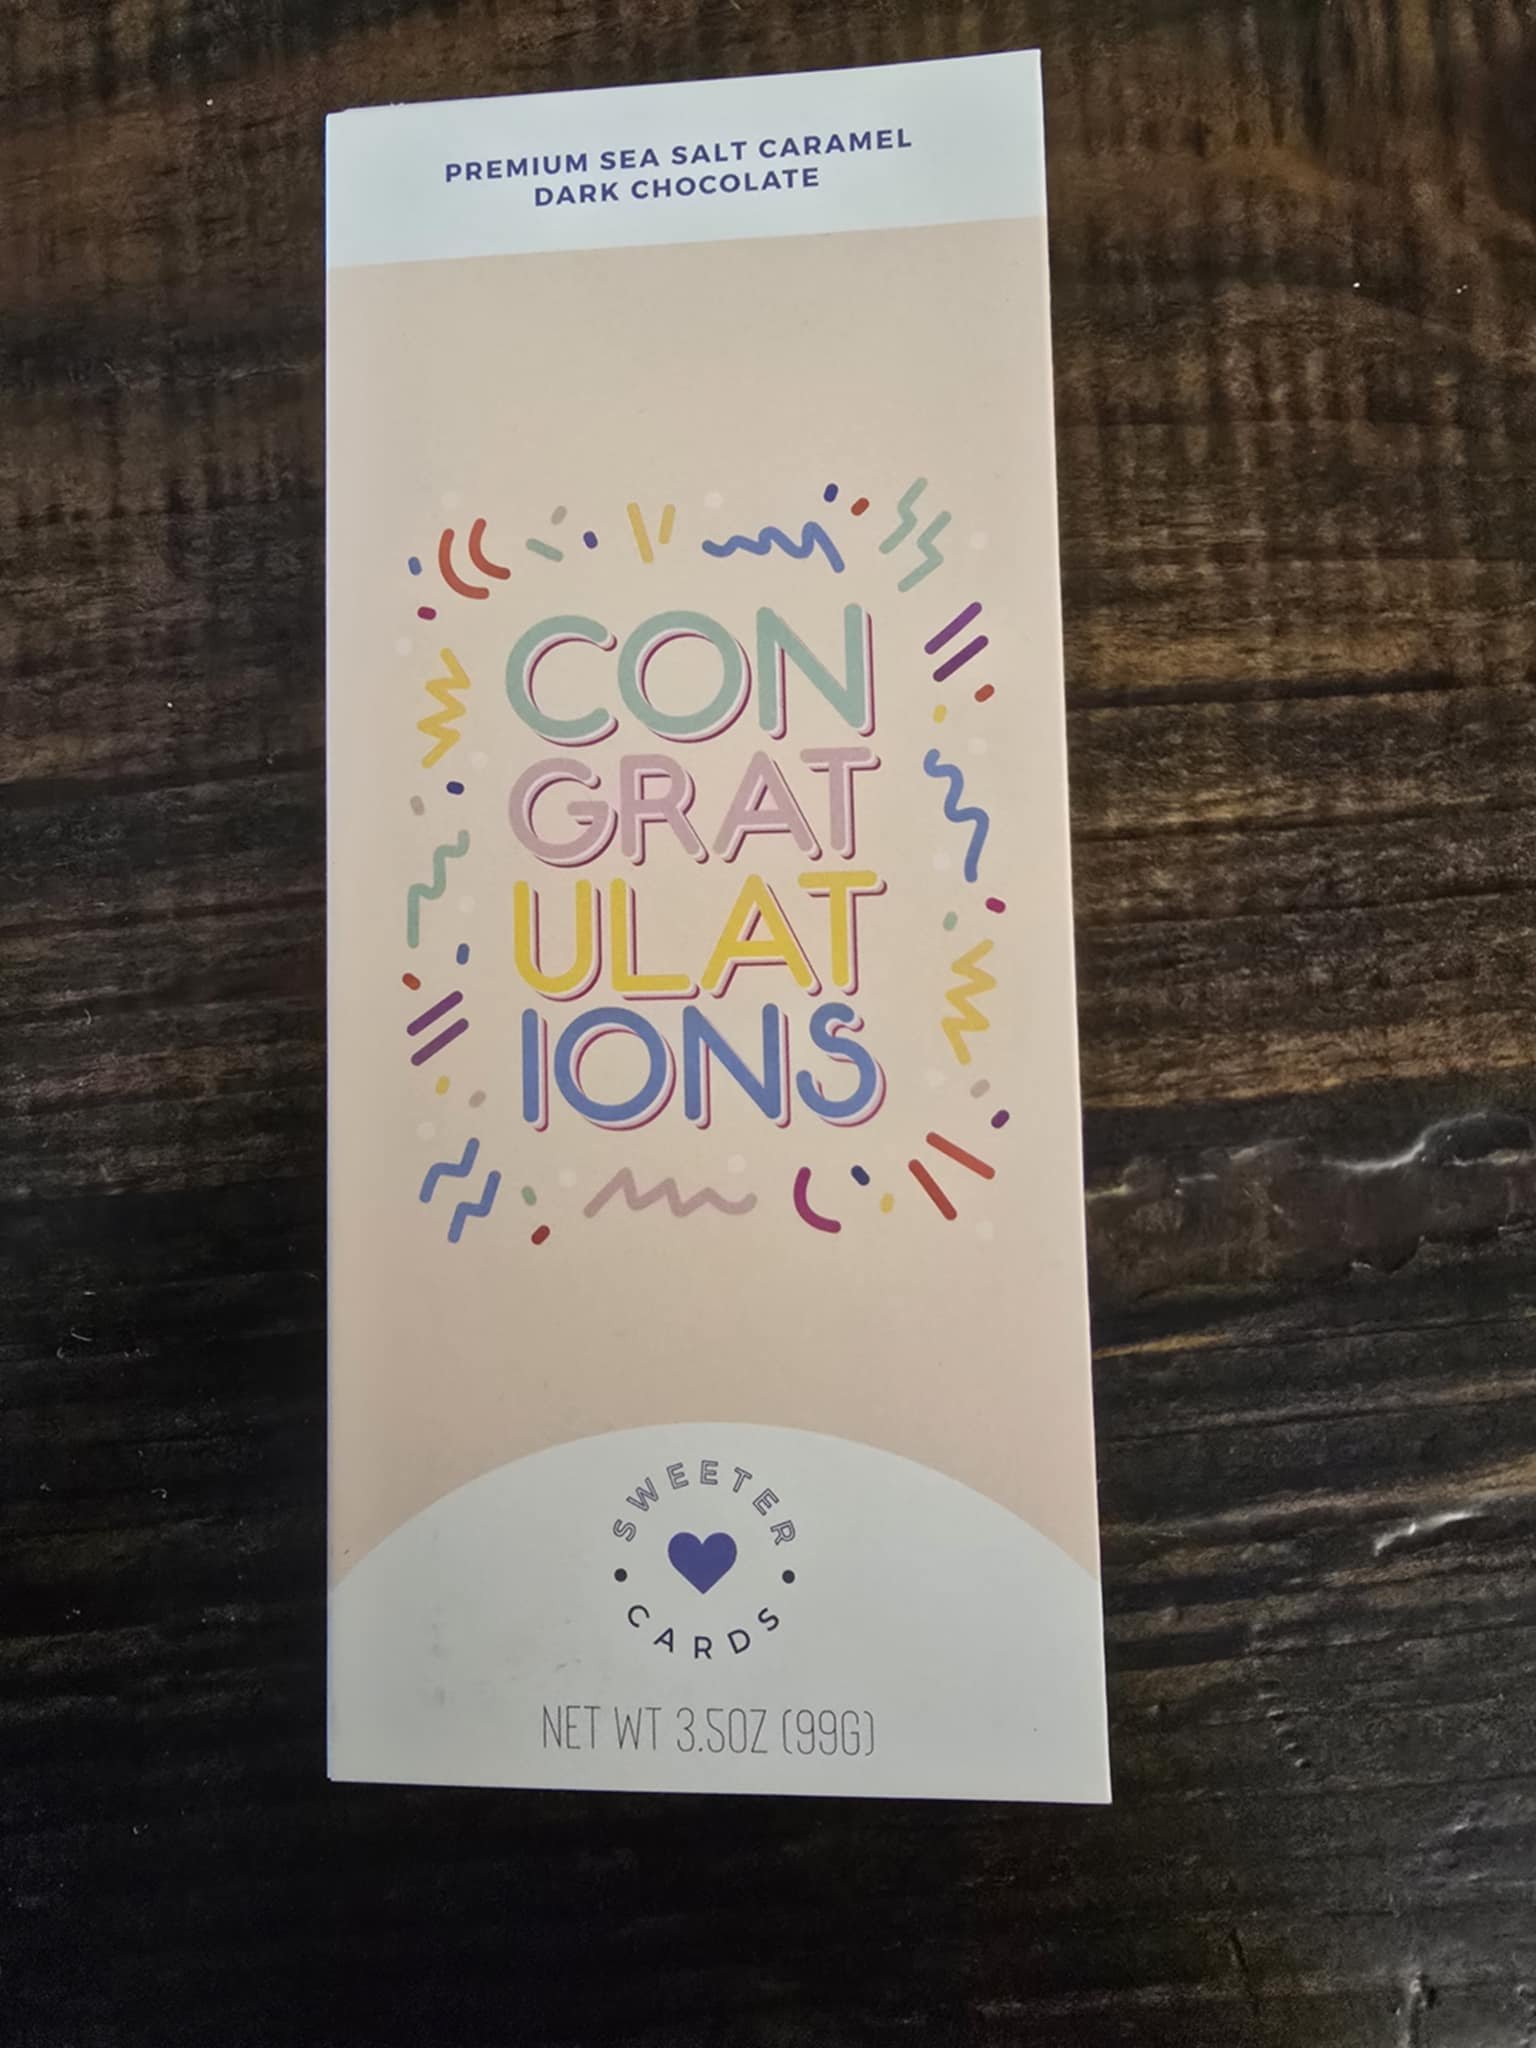 PREMIUM SEA SALT CARAMEL
DARK CHOCOLATE
CON
GRAT
ULAT
IONS
SWEETER
CARDS
NET WT 3.5OZ (99G)